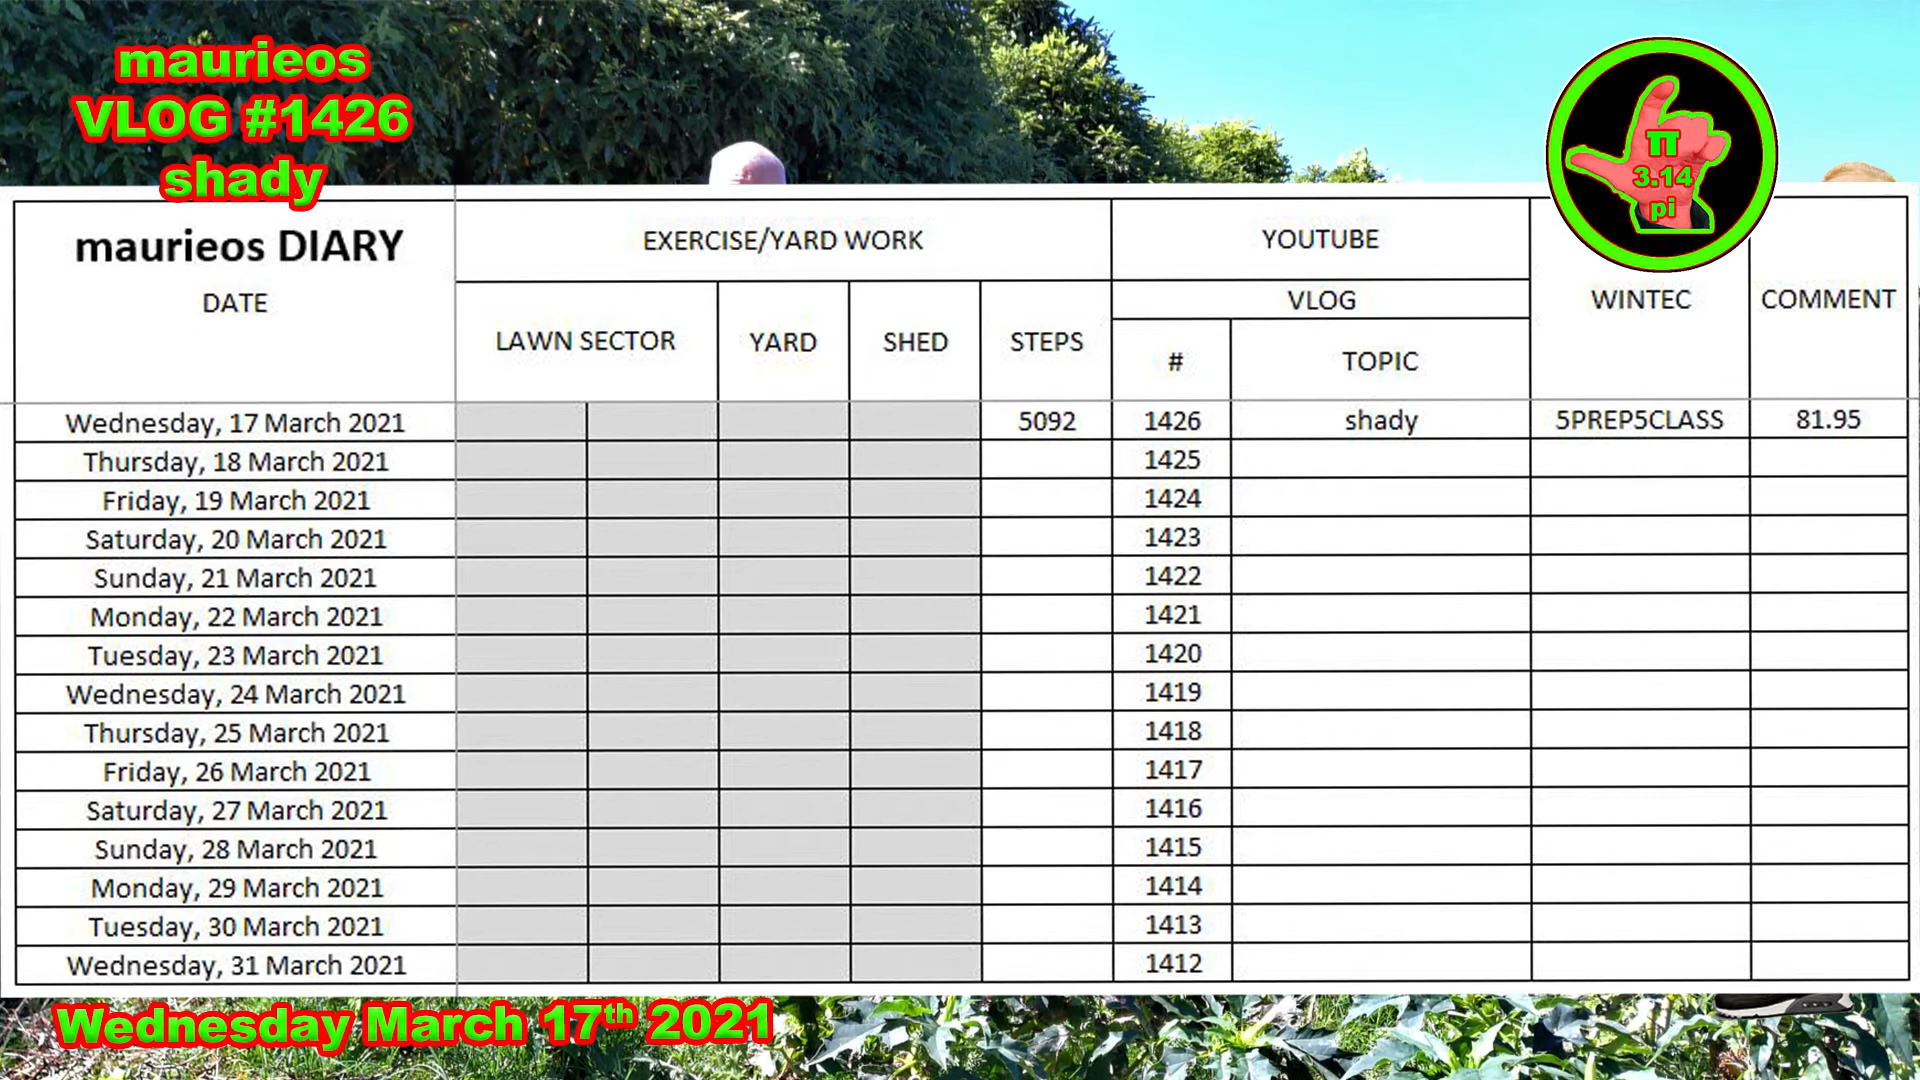 maurieos
VLOG #1426
shady
π
3.14
pi
maurieos DIARY
DATE
EXERCISE/YARD WORK
YOUTUBE
WINTEC
COMMENT
VLOG
LAWN SECTOR
YARD
SHED
STEPS
#
TOPIC
Wednesday, 17 March 2021 5092 1426 shady 5PREP5CLASS 81.95
Thursday, 18 March 2021 1425
Friday, 19 March 2021 1424
Saturday, 20 March 2021 1423
Sunday, 21 March 2021 1422
Monday, 22 March 2021 1421
Tuesday, 23 March 2021 1420
Wednesday, 24 March 2021 1419
Thursday, 25 March 2021 1418
Friday, 26 March 2021 1417
Saturday, 27 March 2021 1416
Sunday, 28 March 2021 1415
Monday, 29 March 2021 1414
Tuesday, 30 March 2021 1413
Wednesday, 31 March 2021 1412
Wednesday March 17th 2021